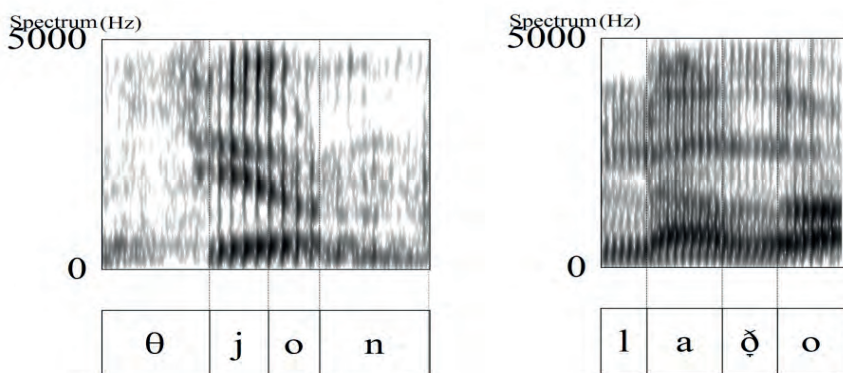 Spectrum (Hz)
5000
0
θ j o n
Spectrum (Hz)
5000
0
l a ð̞ o